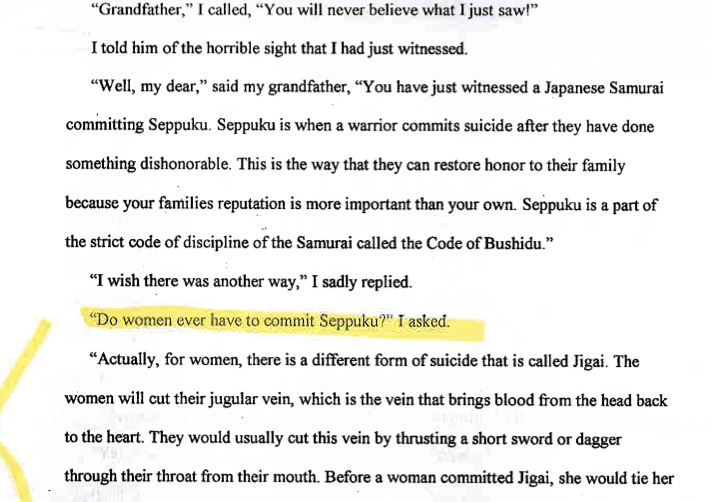 “Grandfather,” I called, “You will never believe what I just saw!”
I told him of the horrible sight that I had just witnessed.
“Well, my dear,” said my grandfather, “You have just witnessed a Japanese Samurai
committing Seppuku. Seppuku is when a warrior commits suicide after they have done
something dishonorable. This is the way that they can restore honor to their family
because your families reputation is more important than your own. Seppuku is a part of
the strict code of discipline of the Samurai called the Code of Bushidu.”
“I wish there was another way,” I sadly replied.
“Do women ever have to commit Seppuku?” I asked.
“Actually, for women, there is a different form of suicide that is called Jigai. The
women will cut their jugular vein, which is the vein that brings blood from the head back
to the heart. They would usually cut this vein by thrusting a short sword or dagger
through their throat from their mouth. Before a woman committed Jigai, she would tie her